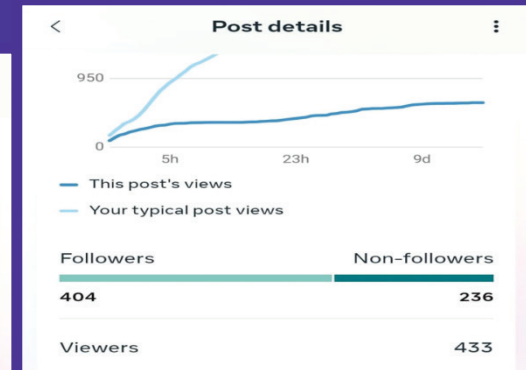 Post details
950
0
5h 23h 9d
This post's views
Your typical post views
Followers Non-followers
404 236
Viewers 433